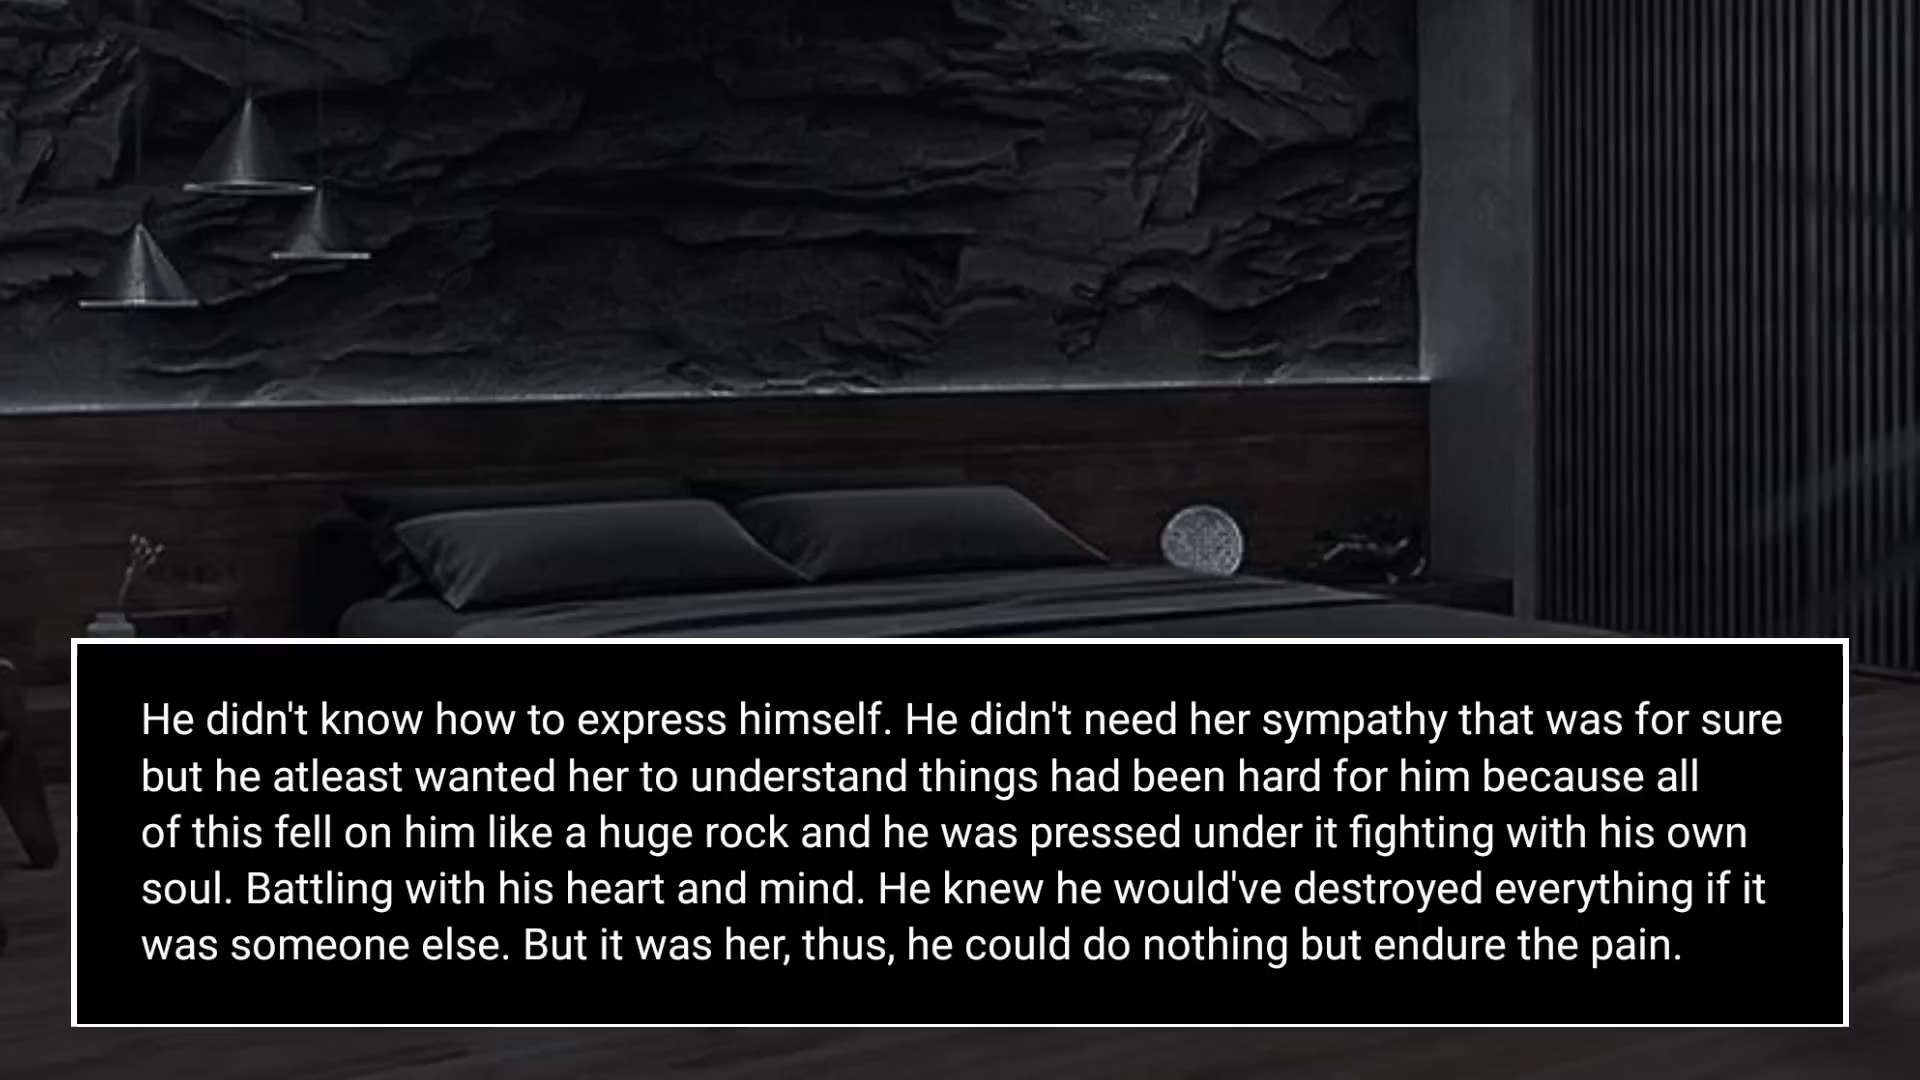 He didn't know how to express himself. He didn't need her sympathy that was for sure
but he atleast wanted her to understand things had been hard for him because all
of this fell on him like a huge rock and he was pressed under it fighting with his own
soul. Battling with his heart and mind. He knew he would've destroyed everything if it
was someone else. But it was her, thus, he could do nothing but endure the pain.